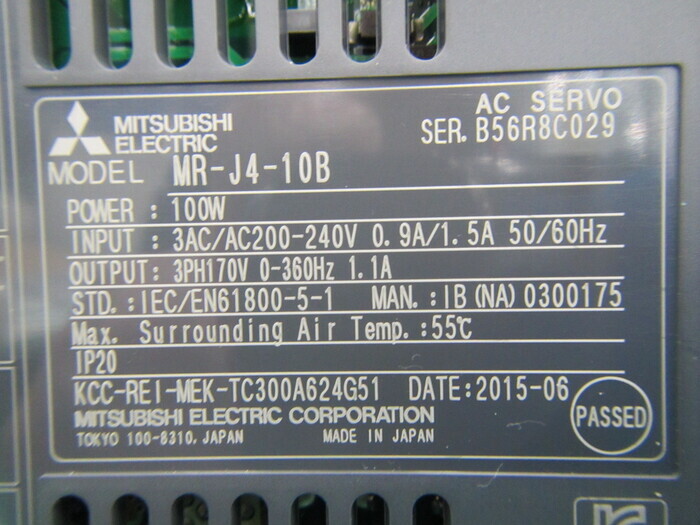 MITSUBISHI
ELECTRIC
AC SERVO
SER. B56R8C029
MODEL MR-J4-10B
POWER : 100W
INPUT : 3AC/AC200-240V 0.9A/1.5A 50/60Hz
OUTPUT: 3PH170V 0-360Hz 1.1A
STD. : IEC/EN61800-5-1 MAN. : IB(NA)0300175
Max. Surrounding Air Temp. :55℃
IP20
KCC-REI-MEK-TC300A624G51 DATE:2015-06
MITSUBISHI ELECTRIC CORPORATION
TOKYO 100-8310, JAPAN MADE IN JAPAN
PASSED